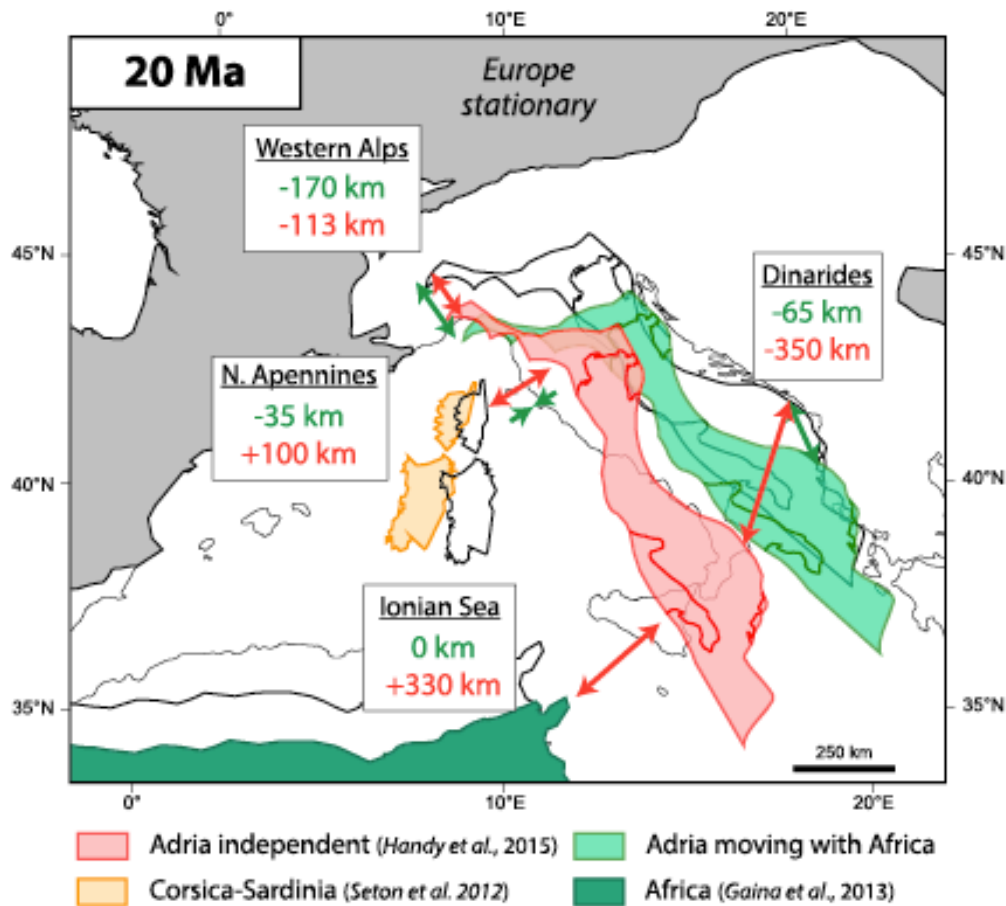 0°
10°E
20°E
20 Ma
Europe
stationary
Western Alps
-170 km
-113 km
45°N
45°N
Dinarides
-65 km
-350 km
N. Apennines
-35 km
+100 km
40°N
40°N
Ionian Sea
0 km
+330 km
35°N
35°N
250 km
0°
10°E
20°E
Adria independent (Handy et al., 2015)
Adria moving with Africa
Corsica-Sardinia (Seton et al. 2012)
Africa (Gaina et al., 2013)